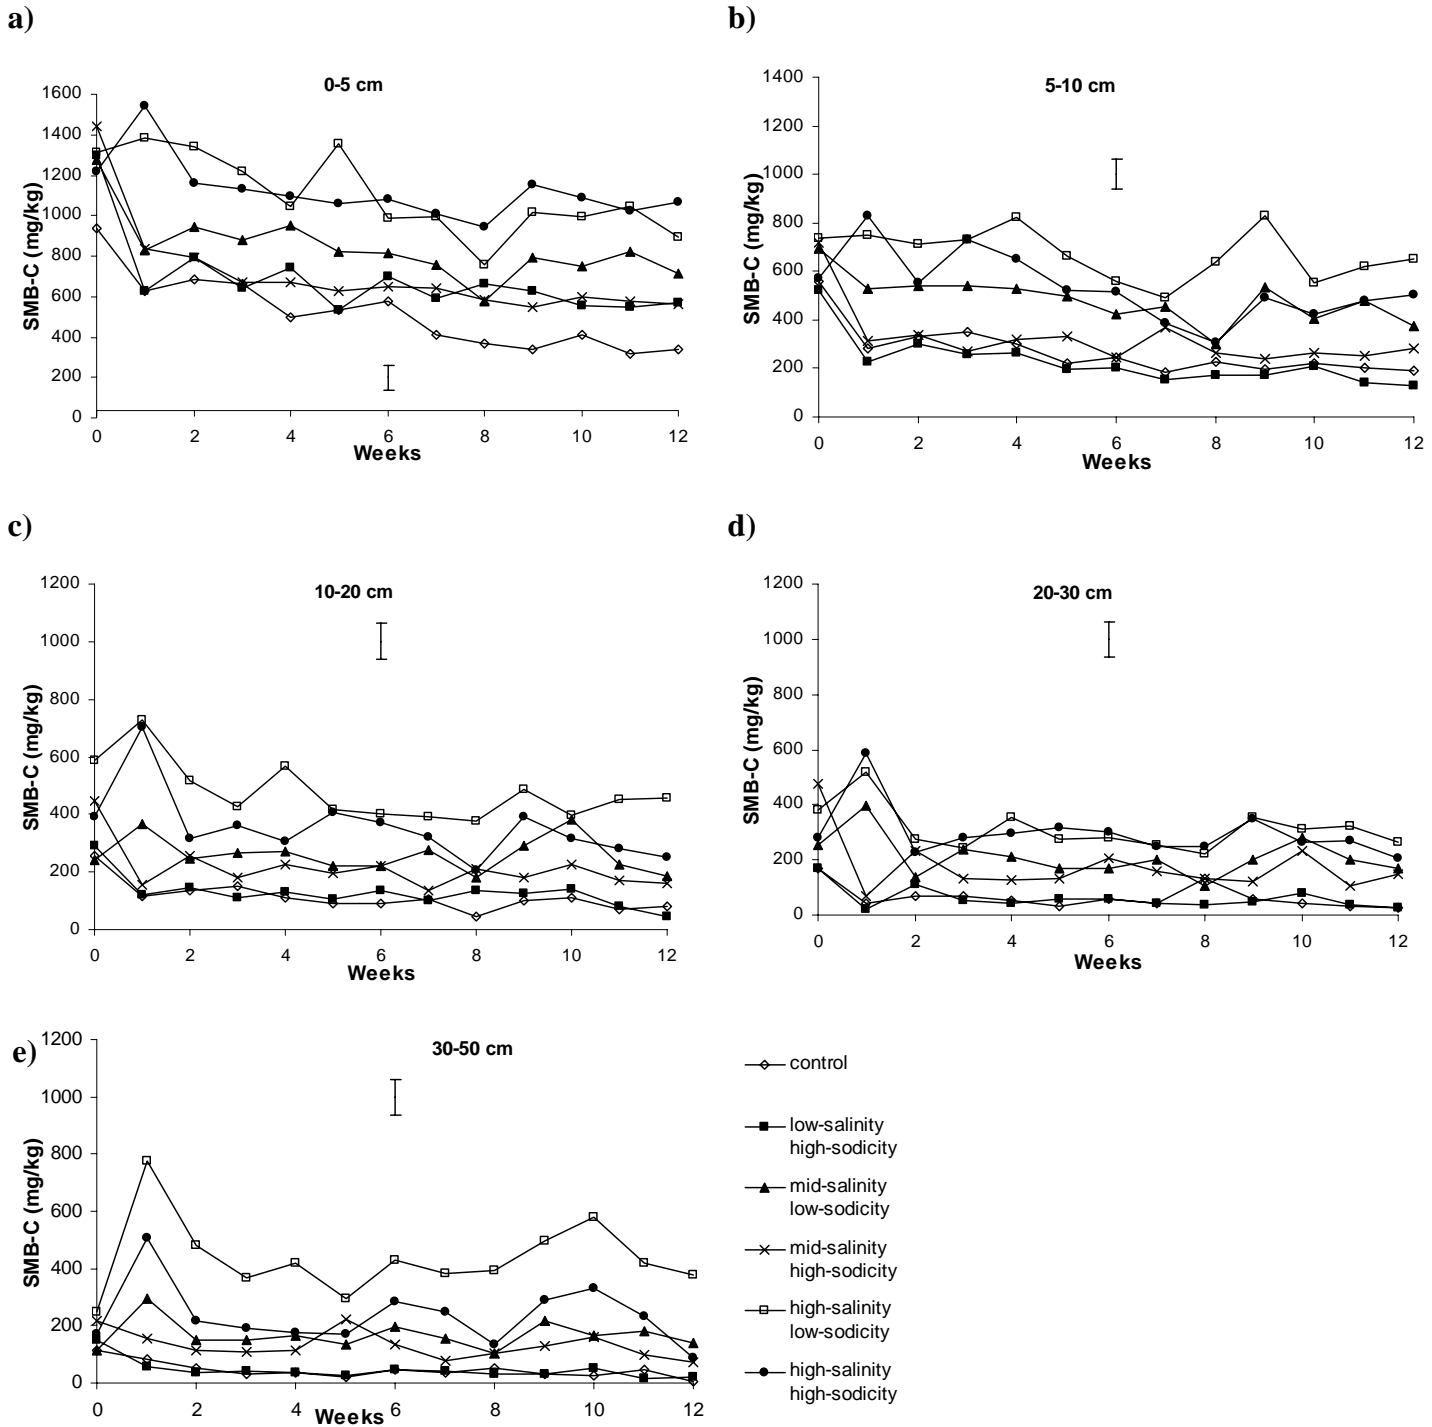 a)
0-5 cm
SMB-C (mg/kg)
1600
1400
1200
1000
800
600
400
200
0
0 2 4 6 8 10 12
Weeks
b)
5-10 cm
SMB-C (mg/kg)
1400
1200
1000
800
600
400
200
0
0 2 4 6 8 10 12
Weeks
c)
10-20 cm
SMB-C (mg/kg)
1200
1000
800
600
400
200
0
0 2 4 6 8 10 12
Weeks
d)
20-30 cm
SMB-C (mg/kg)
1200
1000
800
600
400
200
0
0 2 4 6 8 10 12
Weeks
e)
30-50 cm
SMB-C (mg/kg)
1200
1000
800
600
400
200
0
0 2 4 6 8 10 12
Weeks
control
low-salinity
high-sodicity
mid-salinity
low-sodicity
mid-salinity
high-sodicity
high-salinity
low-sodicity
high-salinity
high-sodicity